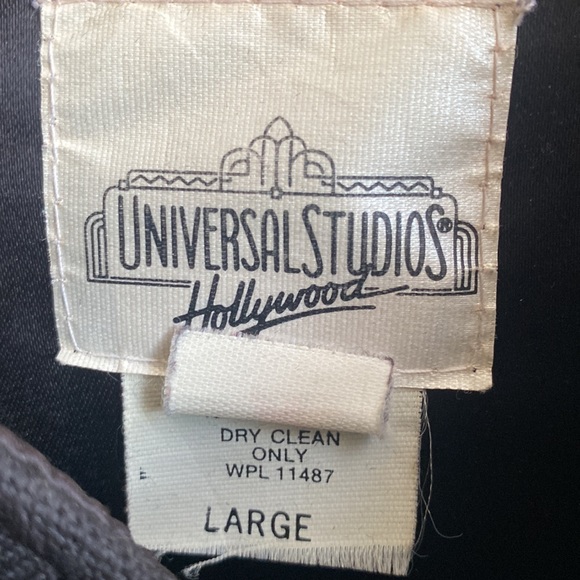 UNIVERSAL STUDIOS®
Hollywood
DRY CLEAN
ONLY
WPL 11487
LARGE